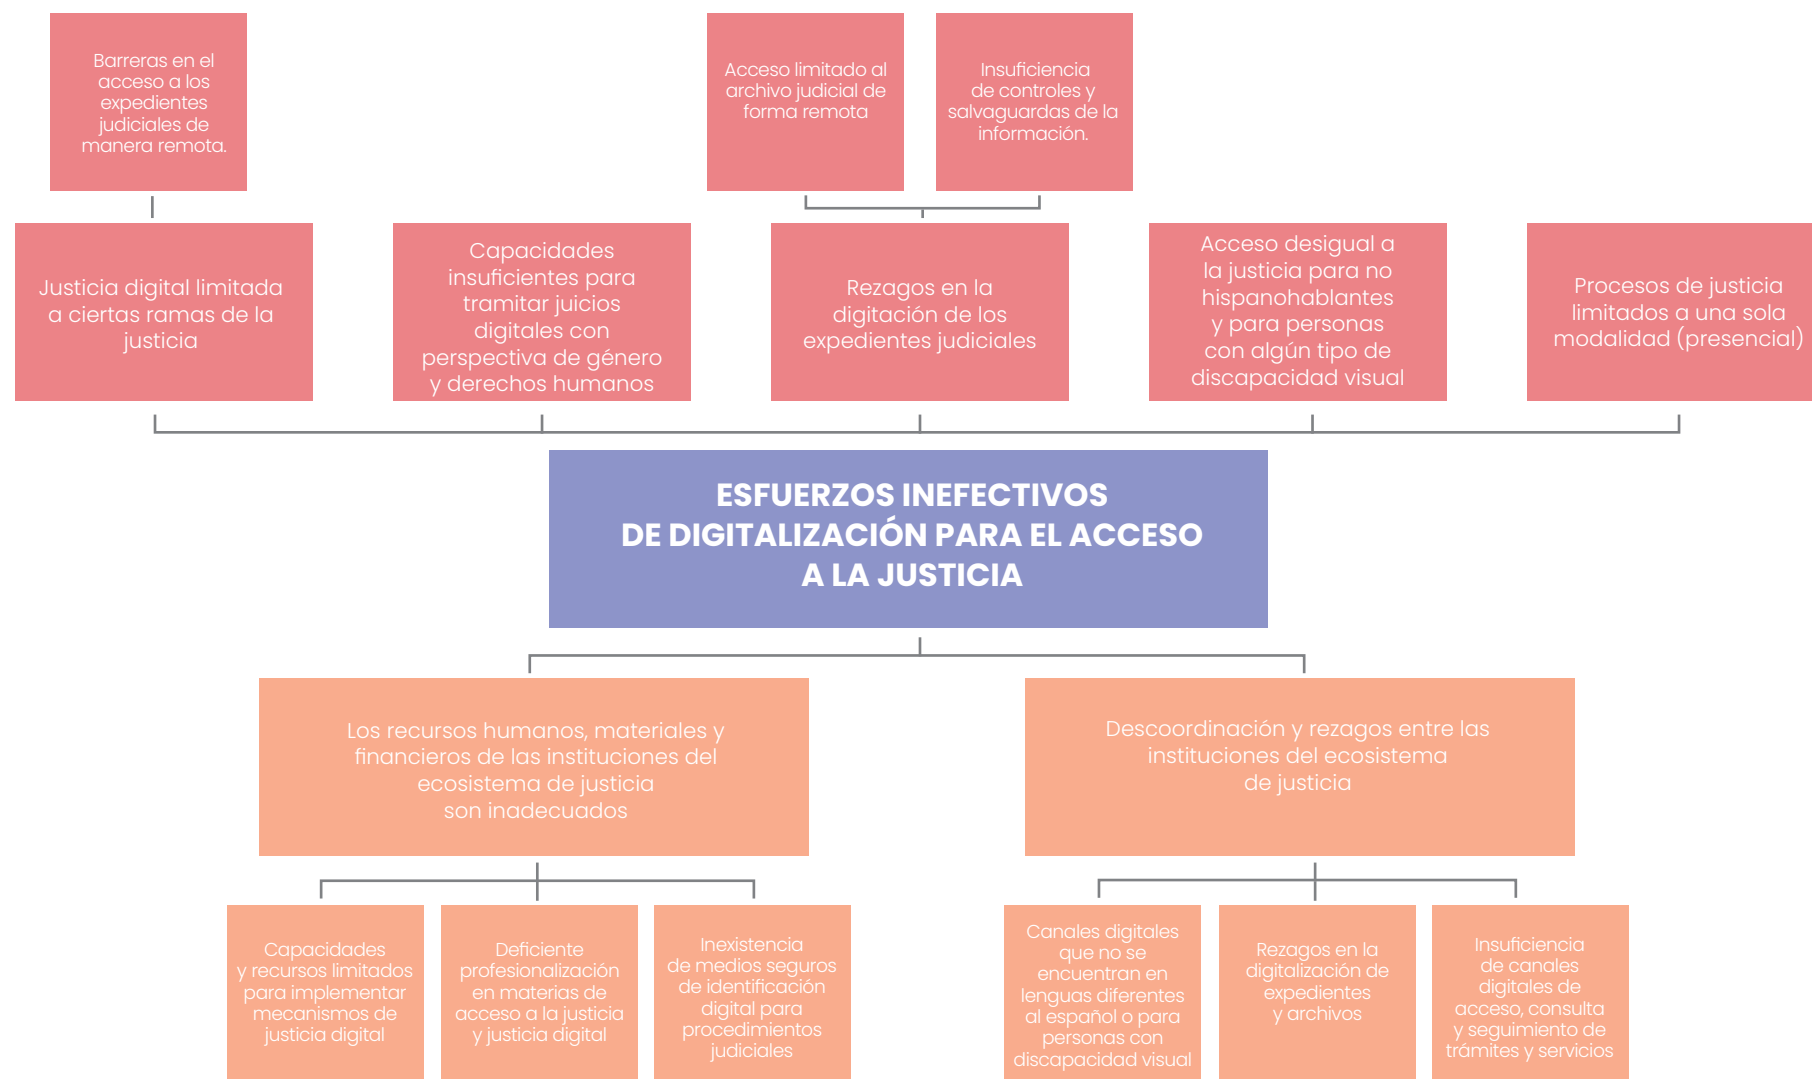 Barreras en el
acceso a los
expedientes
judiciales de
manera remota.
Acceso limitado al
archivo judicial de
forma remota
Insuficiencia
de controles y
salvaguardas de la
información.
Justicia digital limitada
a ciertas ramas de la
justicia
Capacidades
insuficientes para
tramitar juicios
digitales con
perspectiva de género
y derechos humanos
Rezagos en la
digitación de los
expedientes judiciales
Acceso desigual a
la justicia para no
hispanohablantes
y para personas
con algún tipo de
discapacidad visual
Procesos de justicia
limitados a una sola
modalidad (presencial)
ESFUERZOS INEFECTIVOS
DE DIGITALIZACIÓN PARA EL ACCESO
A LA JUSTICIA
Los recursos humanos, materiales y
financieros de las instituciones del
ecosistema de justicia
son inadecuados
Descoordinación y rezagos entre las
instituciones del ecosistema
de justicia
Capacidades
y recursos limitados
para implementar
mecanismos de
justicia digital
Deficiente
profesionalización
en materias de
acceso a la justicia
y justicia digital
Inexistencia
de medios seguros
de identificación
digital para
procedimientos
judiciales
Canales digitales
que no se
encuentran en
lenguas diferentes
al español o para
personas con
discapacidad visual
Rezagos en la
digitalización de
expedientes
y archivos
Insuficiencia
de canales
digitales de
acceso, consulta
y seguimiento de
trámites y servicios